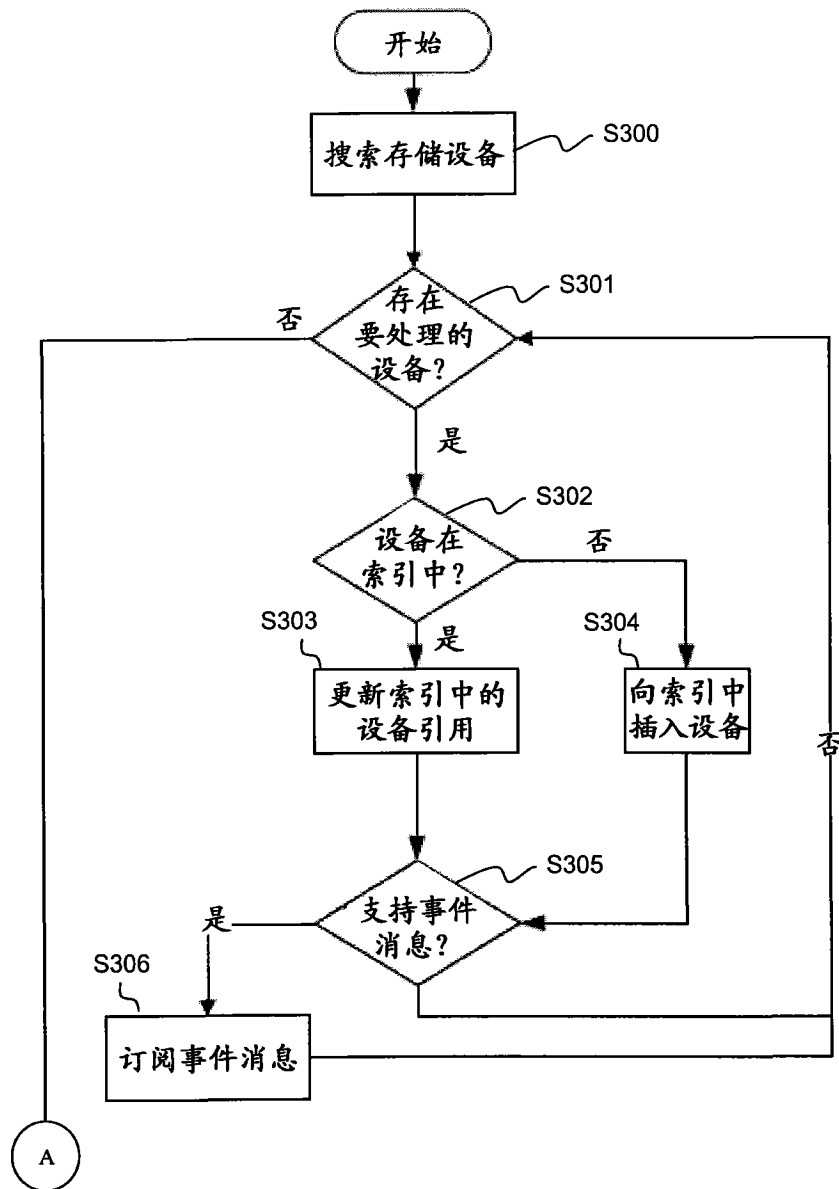 开始
S300
搜索存储设备
S301
存在
要处理的
设备?
否
是
S302
设备在
索引中?
否
S303
是
S304
更新索引中的
设备引用
向索引中
插入设备
否
S305
支持事件
消息?
是
S306
订阅事件消息
A